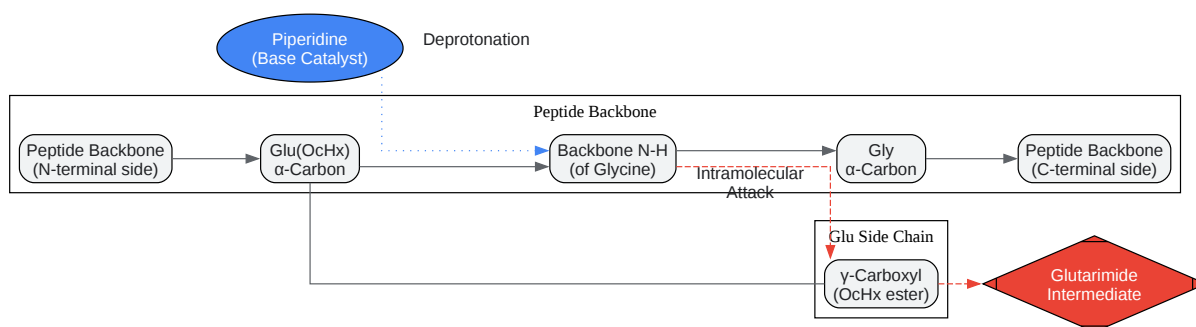 Piperidine
(Base Catalyst)
Deprotonation
Peptide Backbone
Peptide Backbone
(N-terminal side)
Glu(OcHx)
α-Carbon
Backbone N-H
(of Glycine)
Intramolecular
Attack
Gly
α-Carbon
Peptide Backbone
(C-terminal side)
Glu Side Chain
γ-Carboxyl
(OcHx ester)
Glutarimide
Intermediate